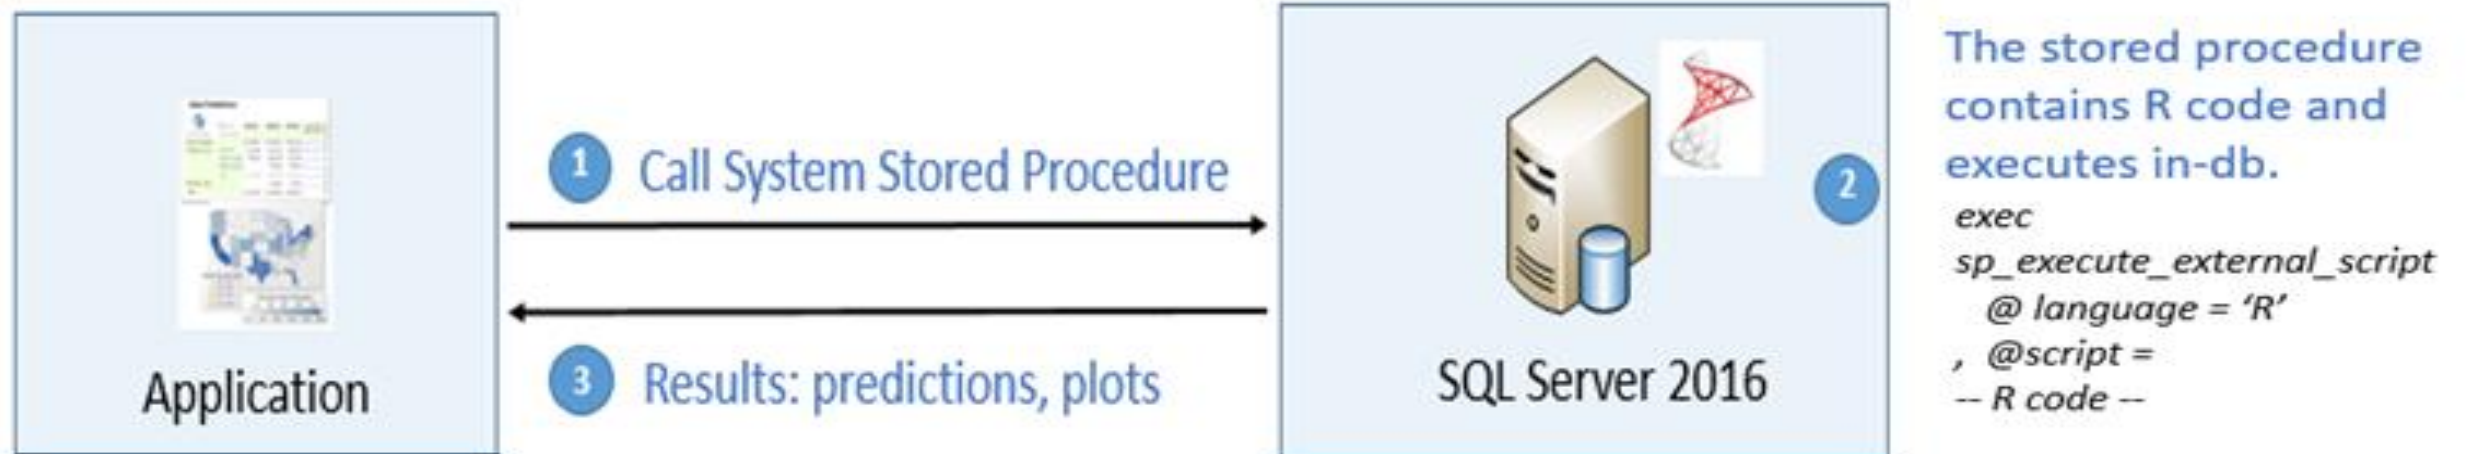 Application
1 Call System Stored Procedure
3 Results: predictions, plots
SQL Server 2016
2
The stored procedure
contains R code and
executes in-db.
exec
sp_execute_external_script
@ language = ‘R’
, @script =
-- R code --